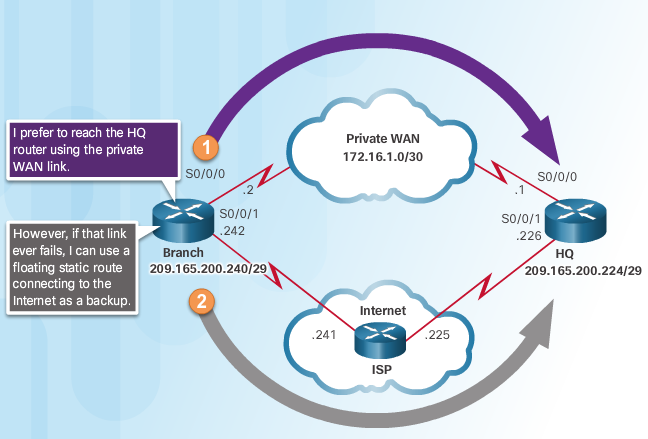 I prefer to reach the HQ
router using the private
WAN link.
1
Private WAN
172.16.1.0/30
S0/0/0
.2
.1
S0/0/0
S0/0/1
.242
S0/0/1
.226
However, if that link
ever fails, I can use a
floating static route
connecting to the
Internet as a backup.
Branch
209.165.200.240/29
HQ
209.165.200.224/29
2
Internet
.241
.225
ISP